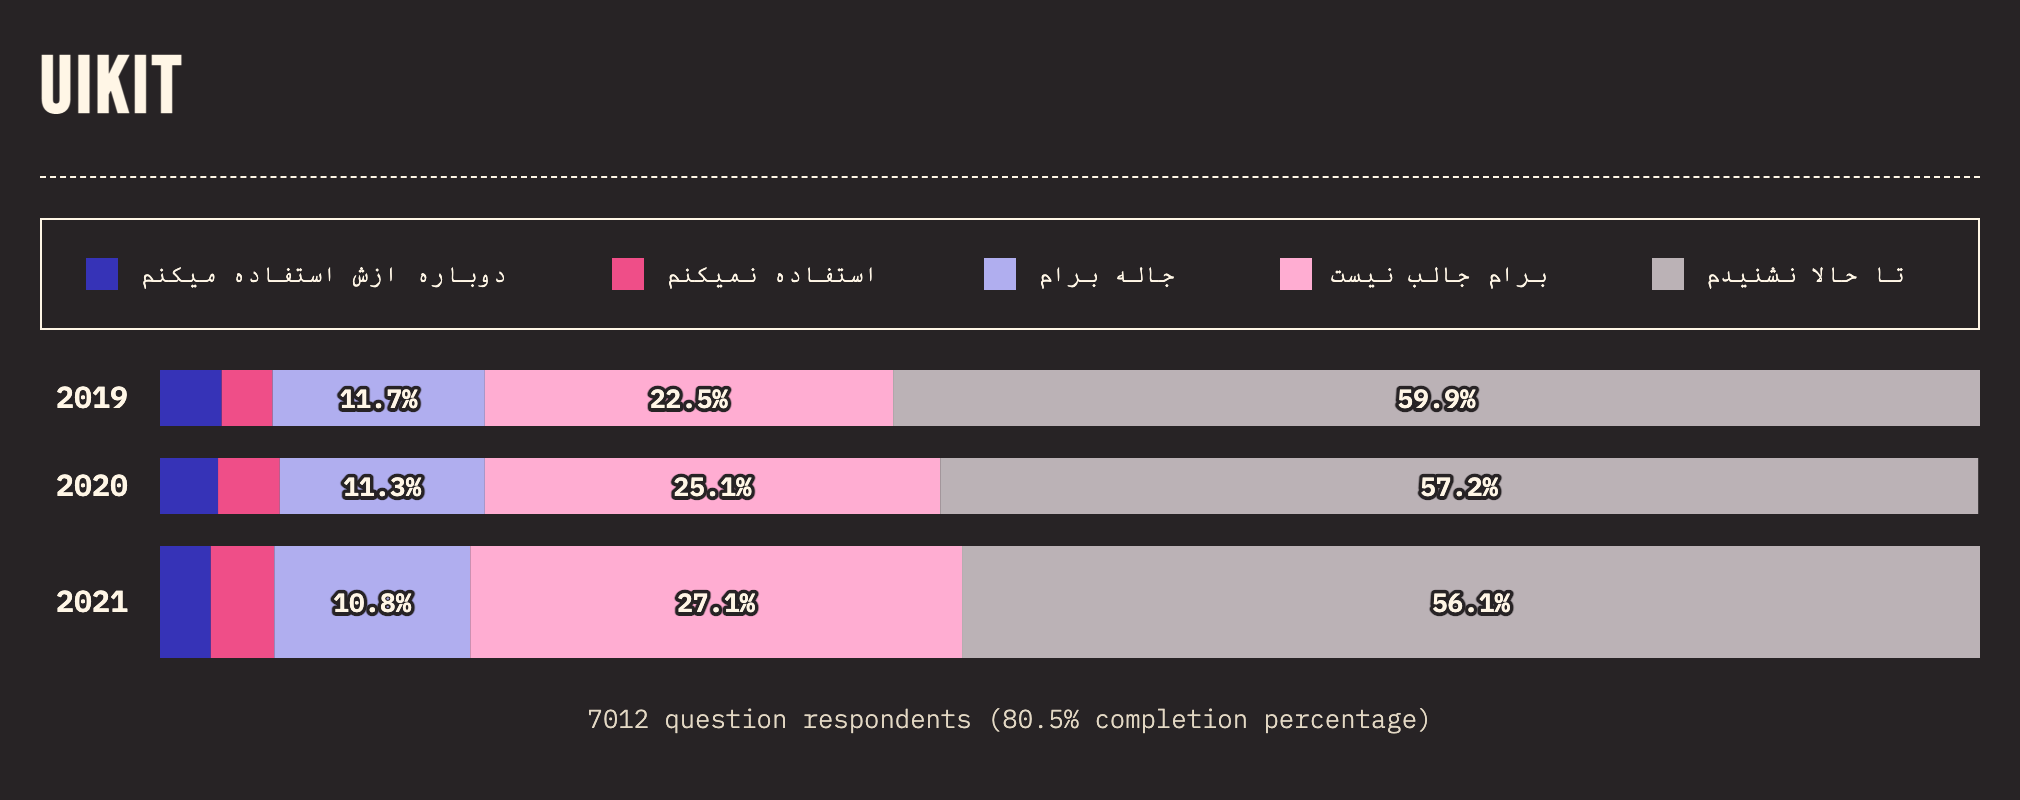 UIKIT
دوباره ازش استفاده میکنم استفاده نمیکنم جالبه برام برام جالب نیست تا حالا نشنیدم
2019 11.7% 22.5% 59.9%
2020 11.3% 25.1% 57.2%
2021 10.8% 27.1% 56.1%
7012 question respondents (80.5% completion percentage)